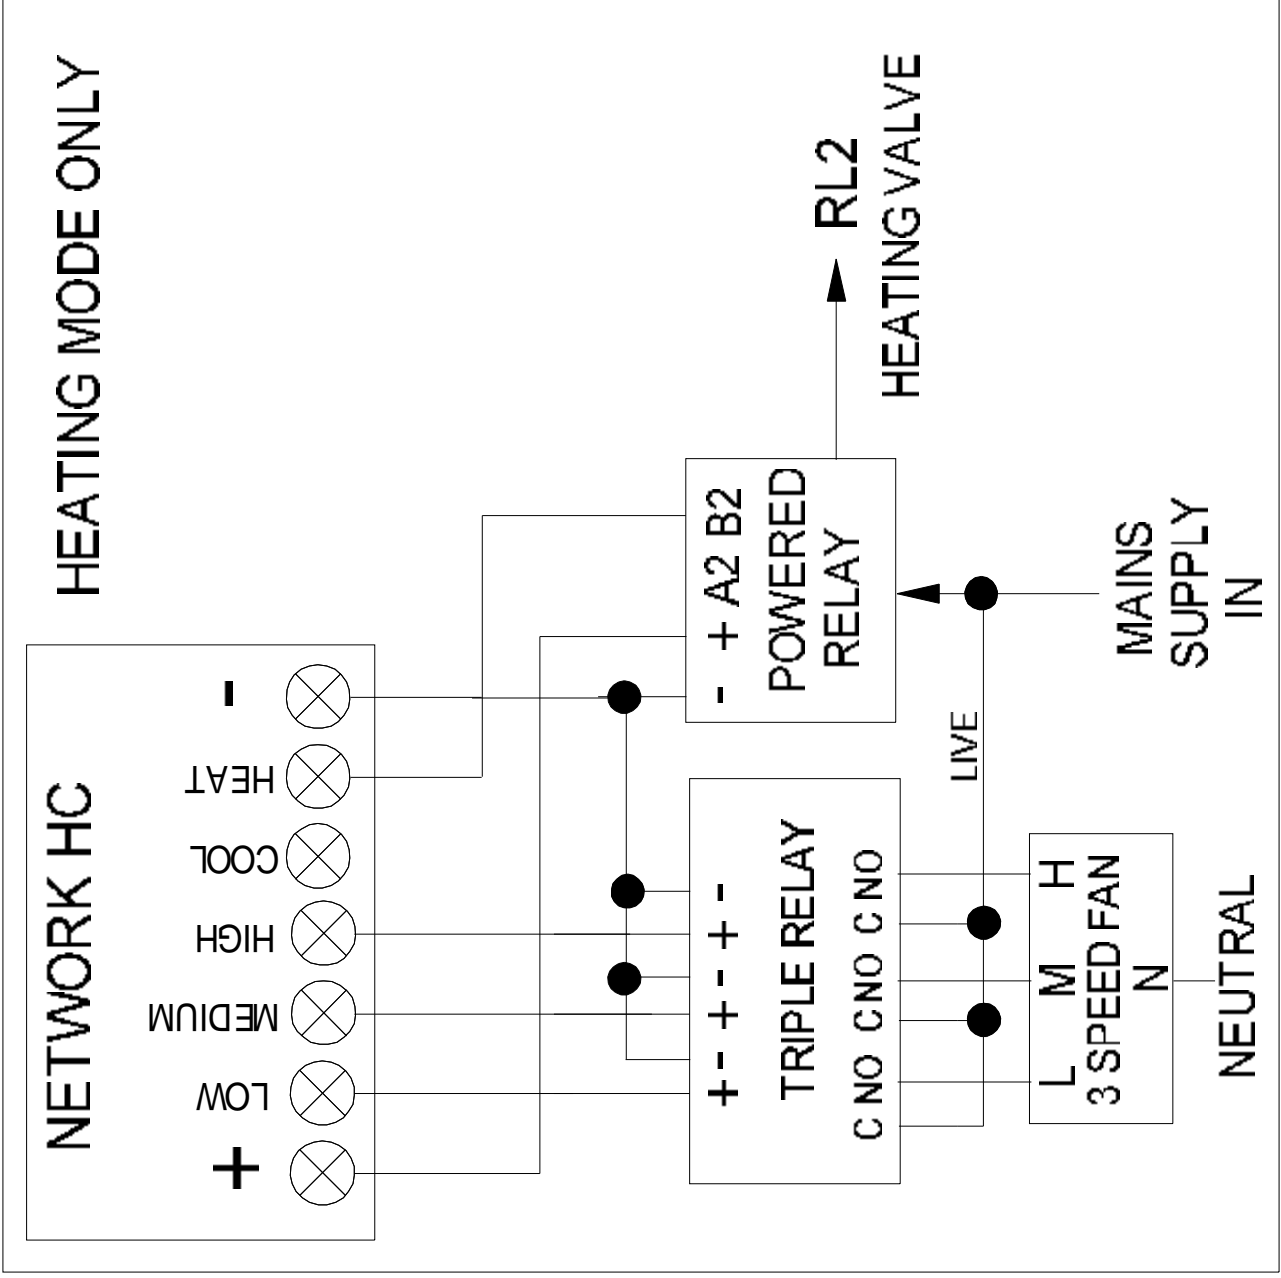 HEATING MODE ONLY
NETWORK HC
+ LOW MEDIUM HIGH COOL HEAT -
+ - + - + -
TRIPLE RELAY
C NO C NO C NO
- + A2 B2
POWERED
RELAY
RL2
HEATING VALVE
LIVE
L M H
3 SPEED FAN
N
MAINS
SUPPLY
IN
NEUTRAL